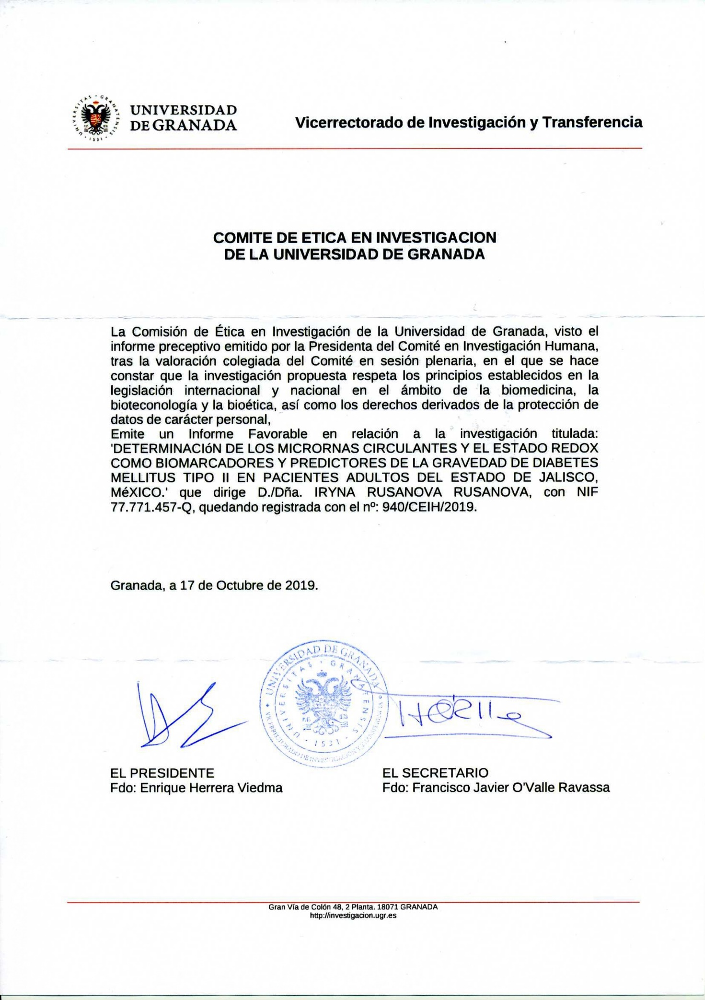 UNIVERSITAS · GRANATENSIS · 1531 ·
UNIVERSIDAD
DE GRANADA
Vicerrectorado de Investigación y Transferencia
COMITE DE ETICA EN INVESTIGACION
DE LA UNIVERSIDAD DE GRANADA
La Comisión de Ética en Investigación de la Universidad de Granada, visto el
informe preceptivo emitido por la Presidenta del Comité en Investigación Humana,
tras la valoración colegiada del Comité en sesión plenaria, en el que se hace
constar que la investigación propuesta respeta los principios establecidos en la
legislación internacional y nacional en el ámbito de la biomedicina, la
bioteconología y la bioética, así como los derechos derivados de la protección de
datos de carácter personal,
Emite un Informe Favorable en relación a la investigación titulada:
'DETERMINACIóN DE LOS MICRORNAS CIRCULANTES Y EL ESTADO REDOX
COMO BIOMARCADORES Y PREDICTORES DE LA GRAVEDAD DE DIABETES
MELLITUS TIPO II EN PACIENTES ADULTOS DEL ESTADO DE JALISCO,
MéXICO.' que dirige D./Dña. IRYNA RUSANOVA RUSANOVA, con NIF
77.771.457-Q, quedando registrada con el nº: 940/CEIH/2019.
Granada, a 17 de Octubre de 2019.
UNIVERSIDAD DE GRANADA
VICERRECTORADO DE INVESTIGACIÓN Y TRANSFERENCIA
UNIVERSITAS · GRANATENSIS · 1531 ·
EL PRESIDENTE
Fdo: Enrique Herrera Viedma
EL SECRETARIO
Fdo: Francisco Javier O'Valle Ravassa
Gran Vía de Colón 48, 2 Planta. 18071 GRANADA
http://investigacion.ugr.es